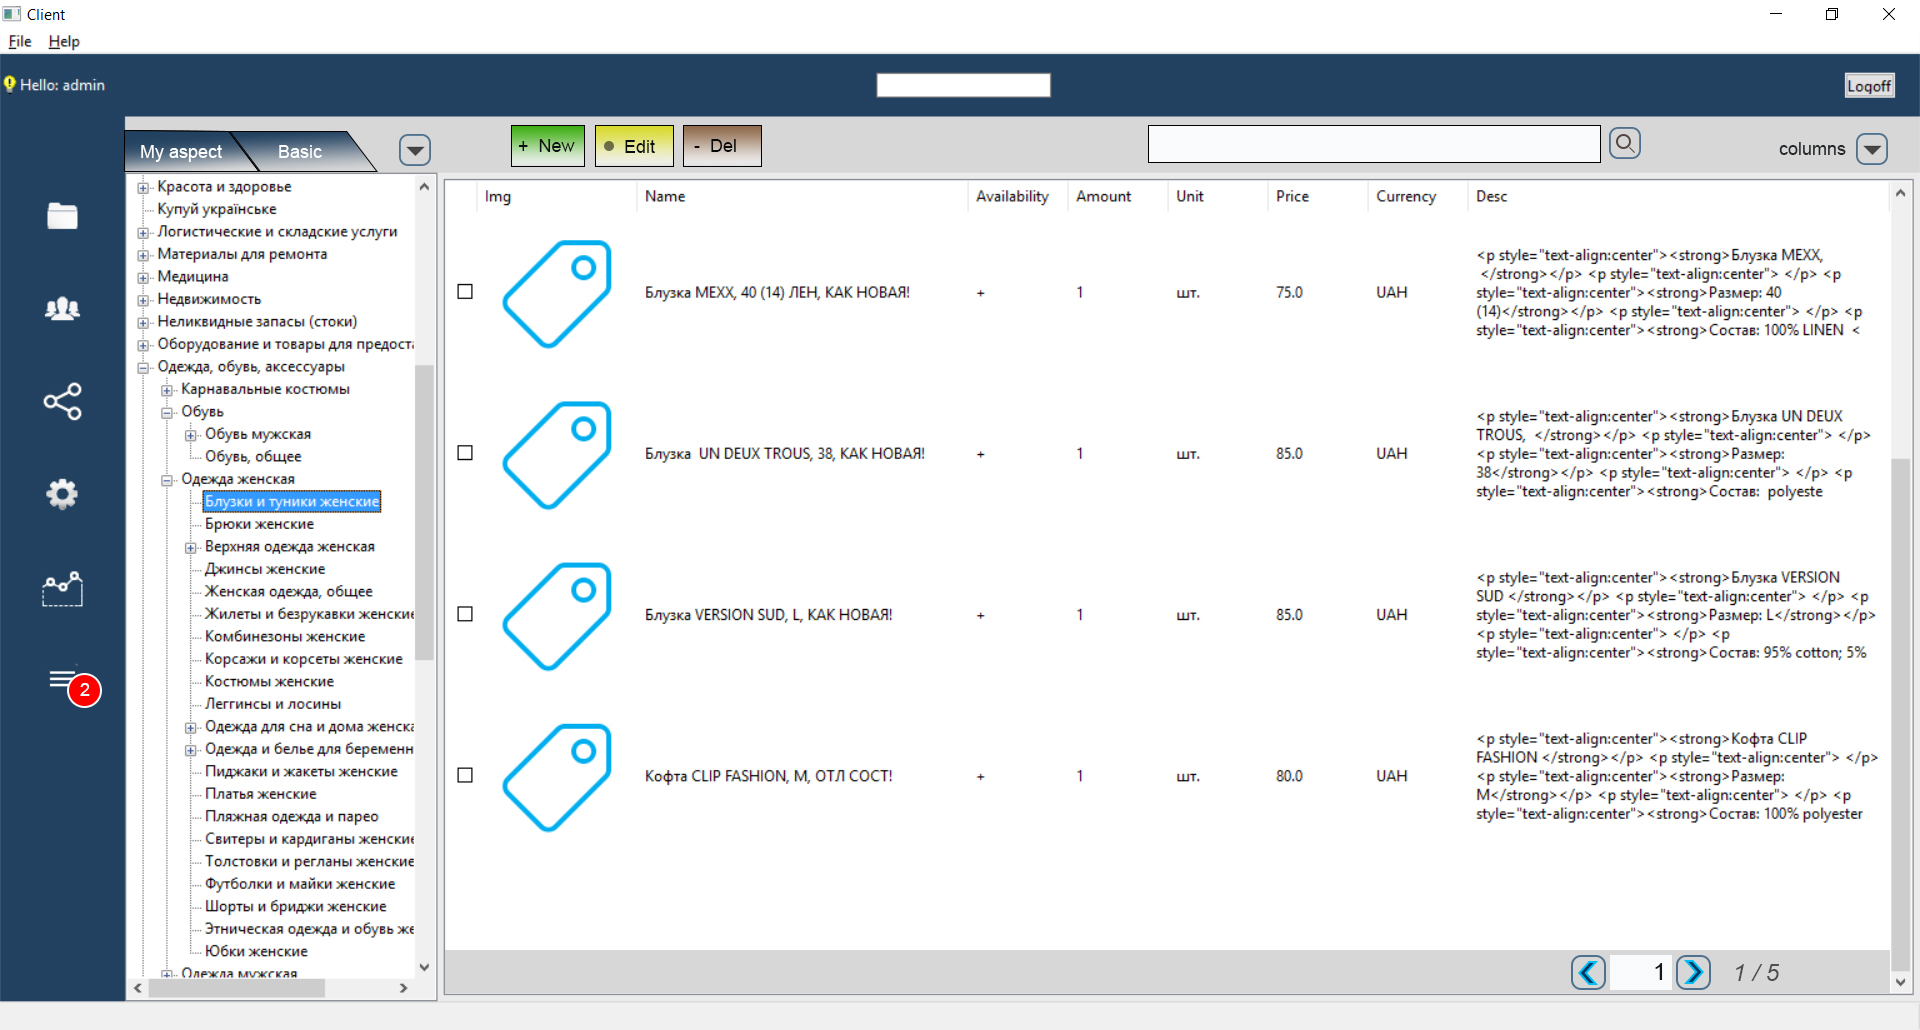 Client
File Help
Hello: admin
Logoff
My aspect
Basic
+ New
Edit
- Del
columns
Красота и здоровье
Купуй українське
Логистические и складские услуги
Материалы для ремонта
Медицина
Недвижимость
Неликвидные запасы (стоки)
Оборудование и товары для предост
Одежда, обувь, аксессуары
Карнавальные костюмы
Обувь
Обувь мужская
Обувь, общее
Одежда женская
Блузки и туники женские
Брюки женские
Верхняя одежда женская
Джинсы женские
Женская одежда, общее
Жилеты и безрукавки женские
Комбинезоны женские
Корсажи и корсеты женские
Костюмы женские
Леггинсы и лосины
Одежда для сна и дома женска
Одежда и белье для беременн
Пиджаки и жакеты женские
Платья женские
Пляжная одежда и парео
Свитеры и кардиганы женские
Толстовки и регланы женские
Футболки и майки женские
Шорты и бриджи женские
Этническая одежда и обувь же
Юбки женские
Одежда мужская
2
Img Name Availability Amount Unit Price Currency Desc
Блузка MEXX, 40 (14) ЛЕН, КАК НОВАЯ! + 1 шт. 75.0 UAH
<p style="text-align:center"><strong>Блузка MEXX,
</strong></p> <p style="text-align:center"> </p> <p
style="text-align:center"><strong>Размер: 40
(14)</strong></p> <p style="text-align:center"> </p> <p
style="text-align:center"><strong>Состав: 100% LINEN <
Блузка UN DEUX TROUS, 38, КАК НОВАЯ! + 1 шт. 85.0 UAH
<p style="text-align:center"><strong>Блузка UN DEUX
TROUS, </strong></p> <p style="text-align:center"> </p>
<p style="text-align:center"><strong>Размер:
38</strong></p> <p style="text-align:center"> </p> <p
style="text-align:center"><strong>Состав: polyeste
Блузка VERSION SUD, L, КАК НОВАЯ! + 1 шт. 85.0 UAH
<p style="text-align:center"><strong>Блузка VERSION
SUD </strong></p> <p style="text-align:center"> </p> <p
style="text-align:center"><strong>Размер: L</strong></p>
<p style="text-align:center"> </p> <p
style="text-align:center"><strong>Состав: 95% cotton; 5%
Кофта CLIP FASHION, M, ОТЛ СОСТ! + 1 шт. 80.0 UAH
<p style="text-align:center"><strong>Кофта CLIP
FASHION </strong></p> <p style="text-align:center"> </p>
<p style="text-align:center"><strong>Размер:
M</strong></p> <p style="text-align:center"> </p> <p
style="text-align:center"><strong>Состав: 100% polyester
1
1 / 5